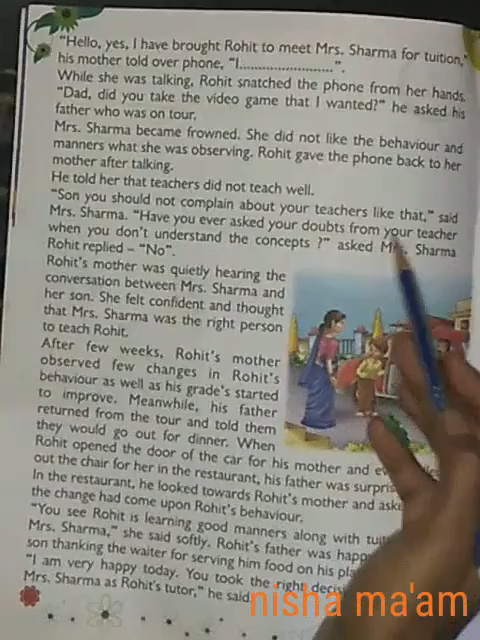 "Hello, yes, I have brought Rohit to meet Mrs. Sharma for tuition,"
his mother told over phone, "I..........................".
While she was talking, Rohit snatched the phone from her hands.
"Dad, did you take the video game that I wanted?" he asked his
father who was on tour.
Mrs. Sharma became frowned. She did not like the behaviour and
manners what she was observing. Rohit gave the phone back to her
mother after talking.
He told her that teachers did not teach well.
"Son you should not complain about your teachers like that," said
Mrs. Sharma. "Have you ever asked your doubts from your teacher
when you don't understand the concepts ?" asked Mrs. Sharma
Rohit replied – "No".
Rohit's mother was quietly hearing the
conversation between Mrs. Sharma and
her son. She felt confident and thought
that Mrs. Sharma was the right person
to teach Rohit.
After few weeks, Rohit's mother
observed few changes in Rohit's
behaviour as well as his grade's started
to improve. Meanwhile, his father
returned from the tour and told them
they would go out for dinner. When
Rohit opened the door of the car for his mother and
out the chair for her in the restaurant, his father was
In the restaurant, he looked towards Rohit's mother and
the change had come upon Rohit's behaviour.
"You see Rohit is learning good manners along with
Mrs. Sharma," she said softly. Rohit's father was
son thanking the waiter for serving him food on his
"I am very happy today. You took the right
Mrs. Sharma as Rohit's tutor," he said
nisha ma'am